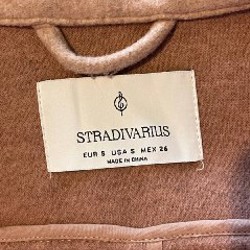 STRADIVARIUS
EUR S USA S MEX 26
MADE IN CHINA